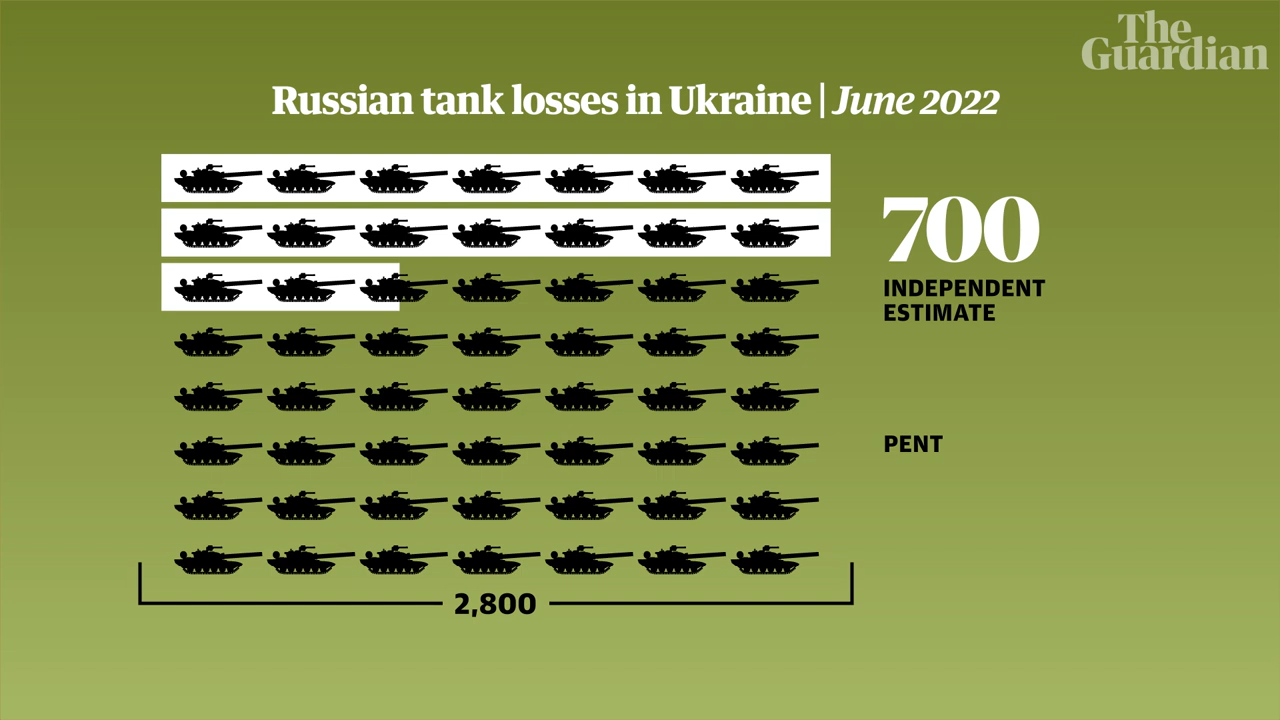 The
Guardian
Russian tank losses in Ukraine | June 2022
700
INDEPENDENT
ESTIMATE
PENT
2,800